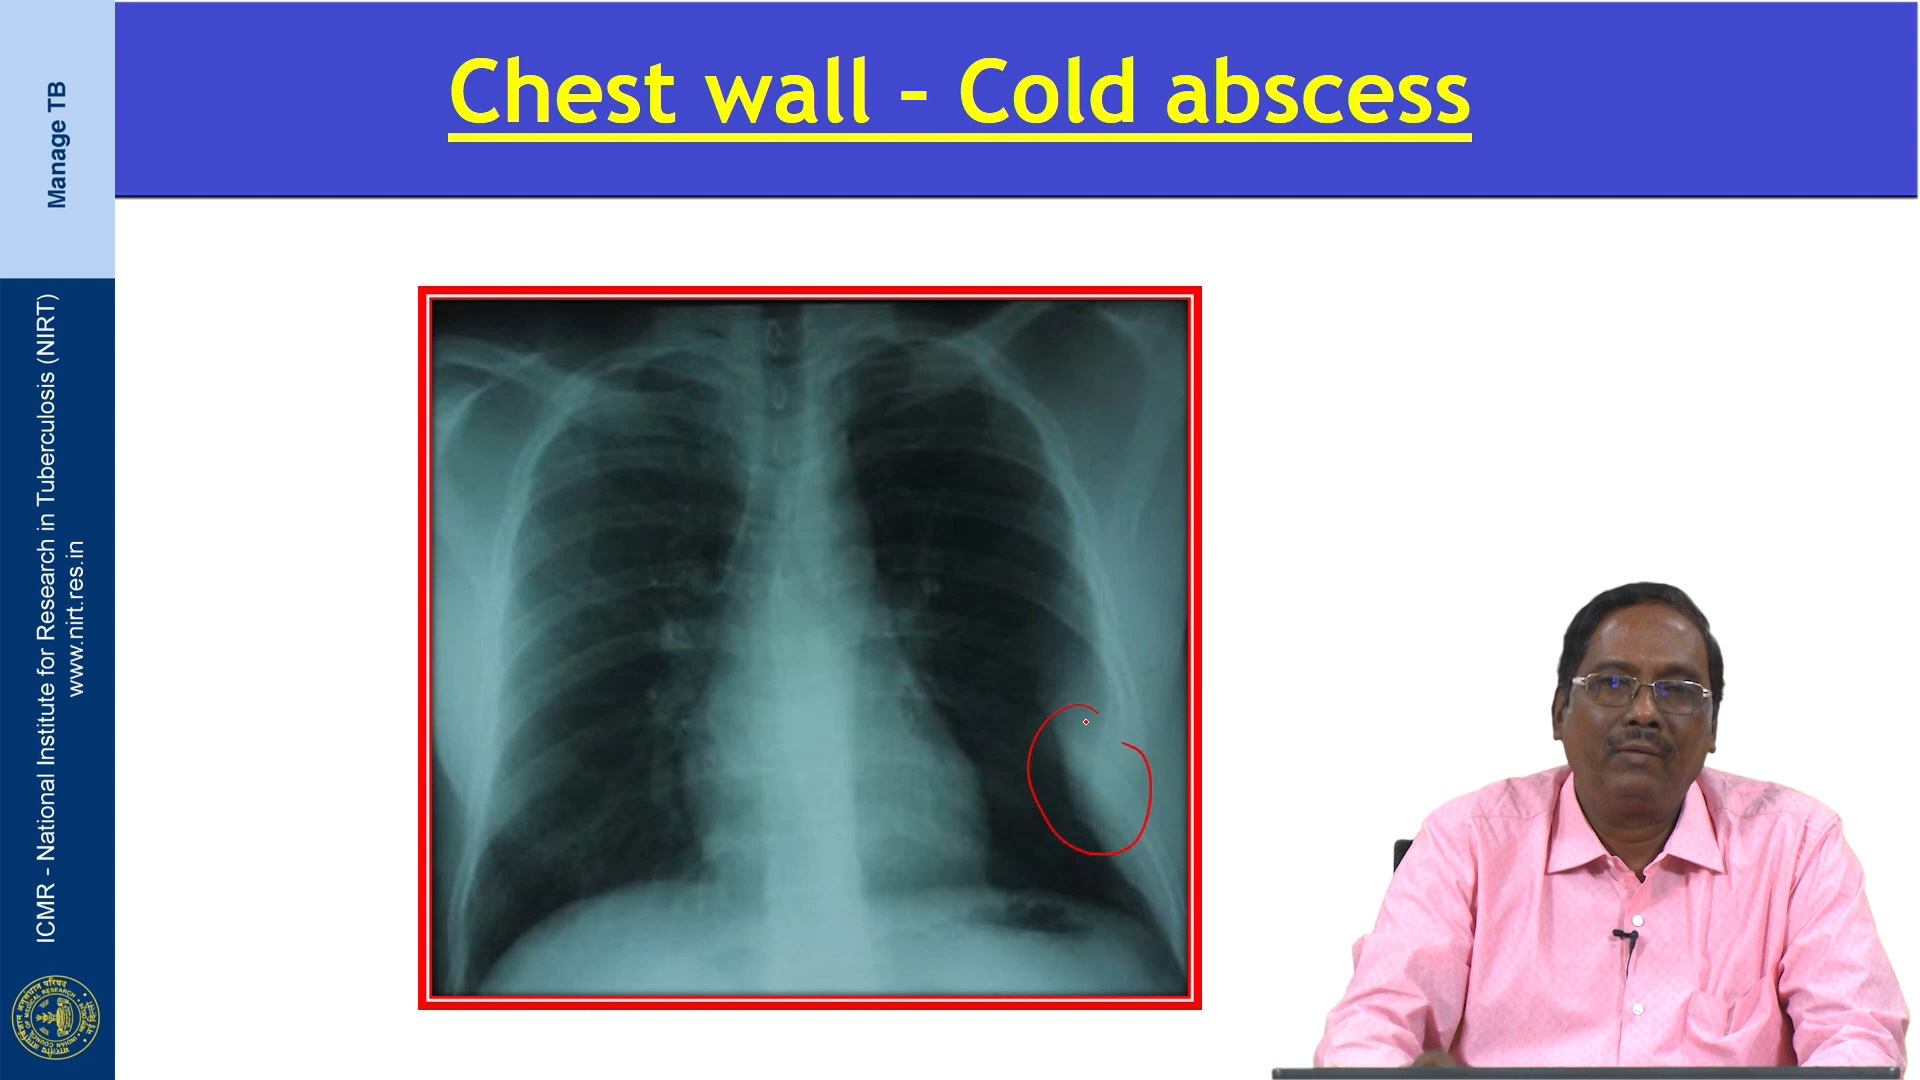 Chest wall - Cold abscess
Manage TB
ICMR - National Institute for Research in Tuberculosis (NIRT)
www.nirt.res.in